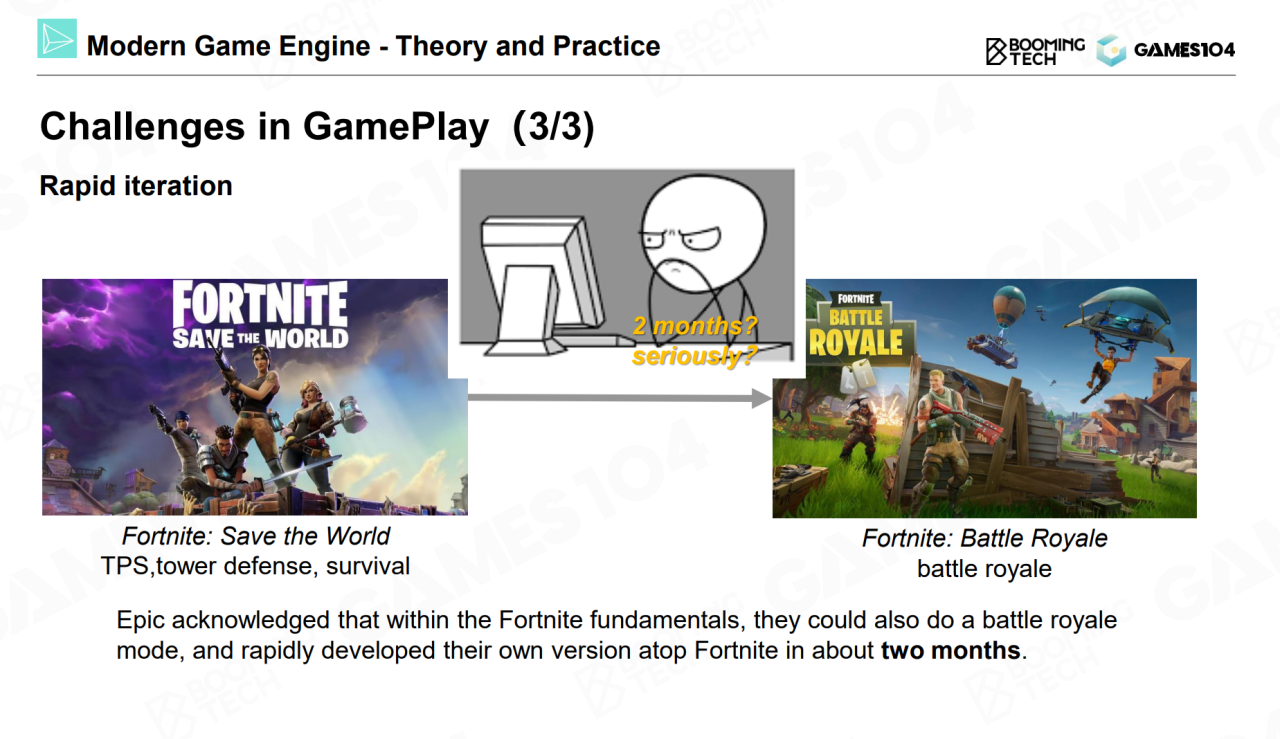 Modern Game Engine - Theory and Practice
BOOMING
TECH
GAMES104
Challenges in GamePlay（3/3)
Rapid iteration
2 months?
seriously?
FORTNITE
SAVE THE WORLD
FORTNITE
BATTLE
ROYALE
Fortnite: Save the World
TPS,tower defense, survival
Fortnite: Battle Royale
battle royale
Epic acknowledged that within the Fortnite fundamentals, they could also do a battle royale
mode, and rapidly developed their own version atop Fortnite in about two months.